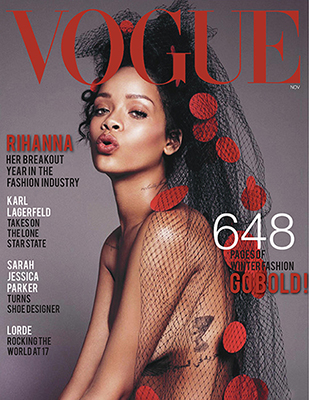 VOGUE
NOV
RIHANNA
HER BREAKOUT
YEAR IN THE
FASHION INDUSTRY
KARL
LAGERFELD
TAKES ON
THE LONE
STAR STATE
SARAH
JESSICA
PARKER
TURNS
SHOE DESIGNER
LORDE
ROCKING THE
WORLD AT 17
648
PAGES OF
WINTER FASHION
GO BOLD!